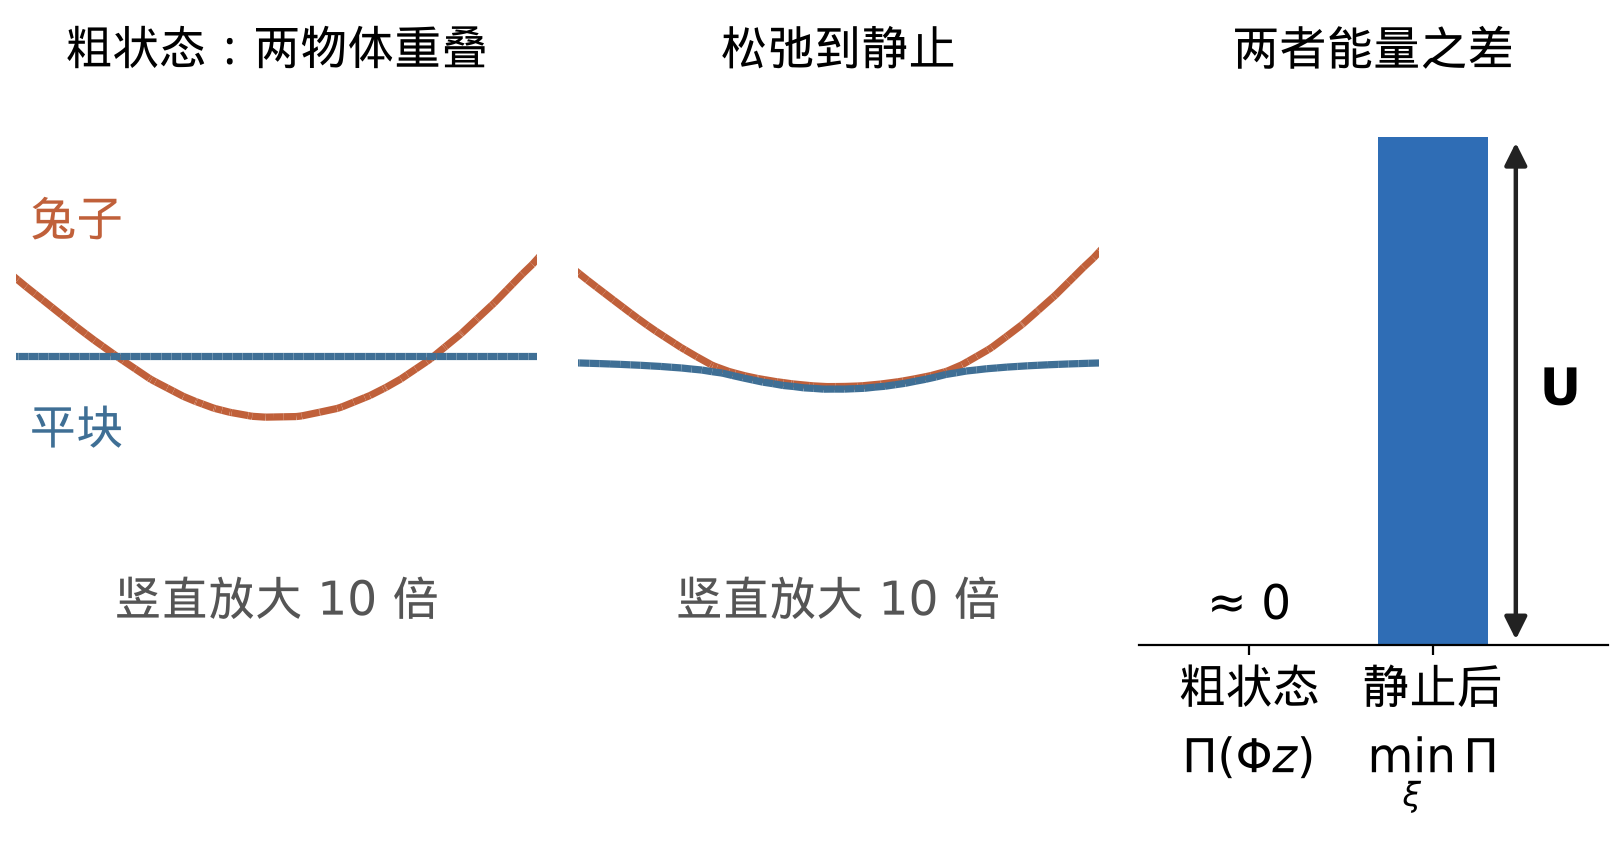 粗状态：两物体重叠
兔子
平块
竖直放大 10 倍
松弛到静止
竖直放大 10 倍
两者能量之差
U
≈ 0
粗状态
Π(Φz)
静止后
min Π
ξ